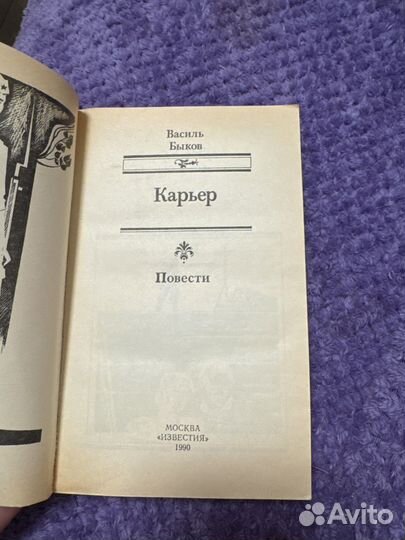 Василь
Быков
Карьер
Повести
МОСКВА
«ИЗВЕСТИЯ»
1990
Avito